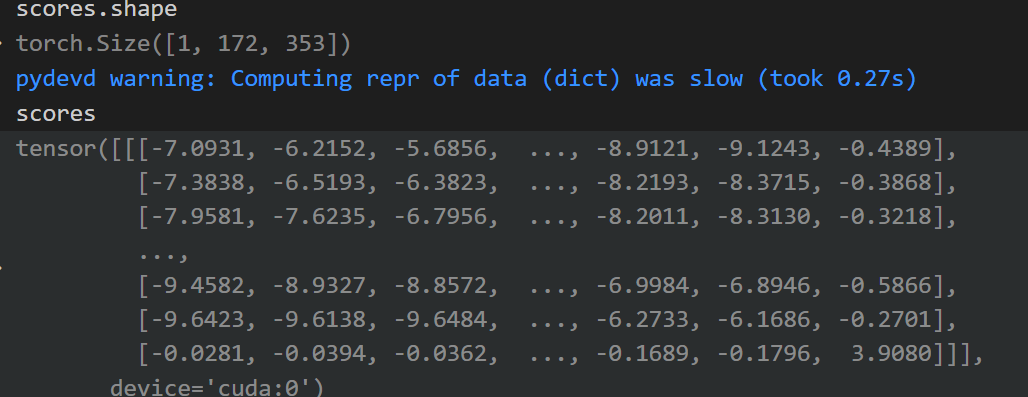 scores.shape
torch.Size([1, 172, 353])
pydevd warning: Computing repr of data (dict) was slow (took 0.27s)
scores
tensor([[[-7.0931, -6.2152, -5.6856,  ..., -8.9121, -9.1243, -0.4389],
         [-7.3838, -6.5193, -6.3823,  ..., -8.2193, -8.3715, -0.3868],
         [-7.9581, -7.6235, -6.7956,  ..., -8.2011, -8.3130, -0.3218],
         ...,
         [-9.4582, -8.9327, -8.8572,  ..., -6.9984, -6.8946, -0.5866],
         [-9.6423, -9.6138, -9.6484,  ..., -6.2733, -6.1686, -0.2701],
         [-0.0281, -0.0394, -0.0362,  ..., -0.1689, -0.1796,  3.9080]]],
       device='cuda:0')